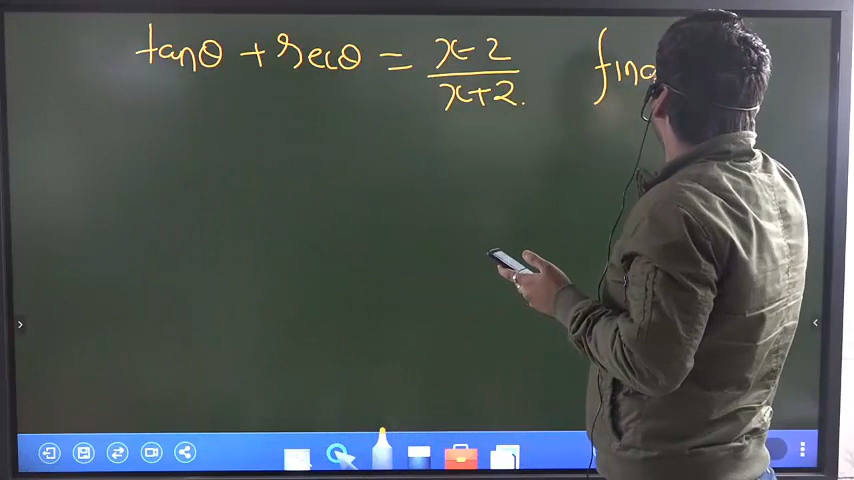 tanθ + secθ = x-2 / x+2.